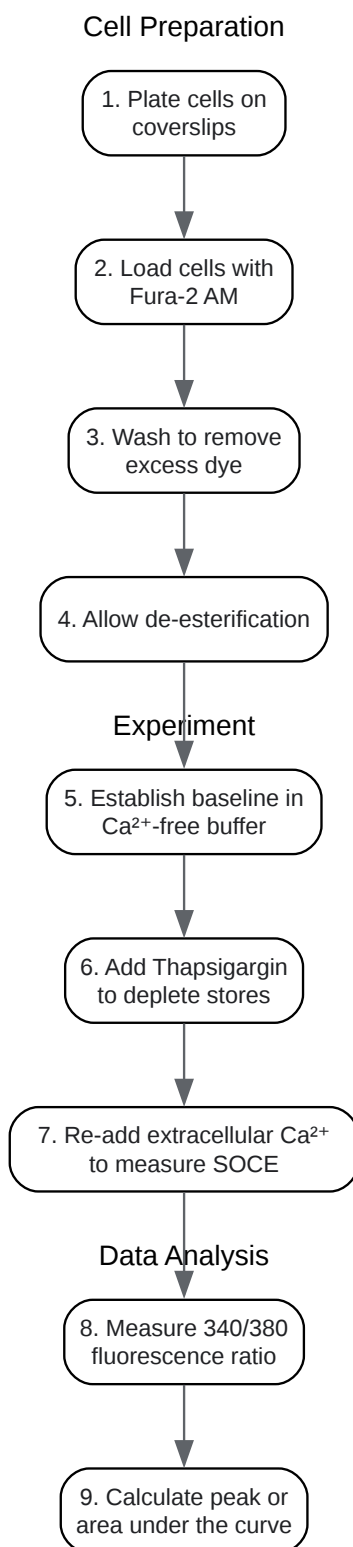 Cell Preparation
1. Plate cells on
coverslips
2. Load cells with
Fura-2 AM
3. Wash to remove
excess dye
4. Allow de-esterification
Experiment
5. Establish baseline in
Ca²⁺-free buffer
6. Add Thapsigargin
to deplete stores
7. Re-add extracellular Ca²⁺
to measure SOCE
Data Analysis
8. Measure 340/380
fluorescence ratio
9. Calculate peak or
area under the curve